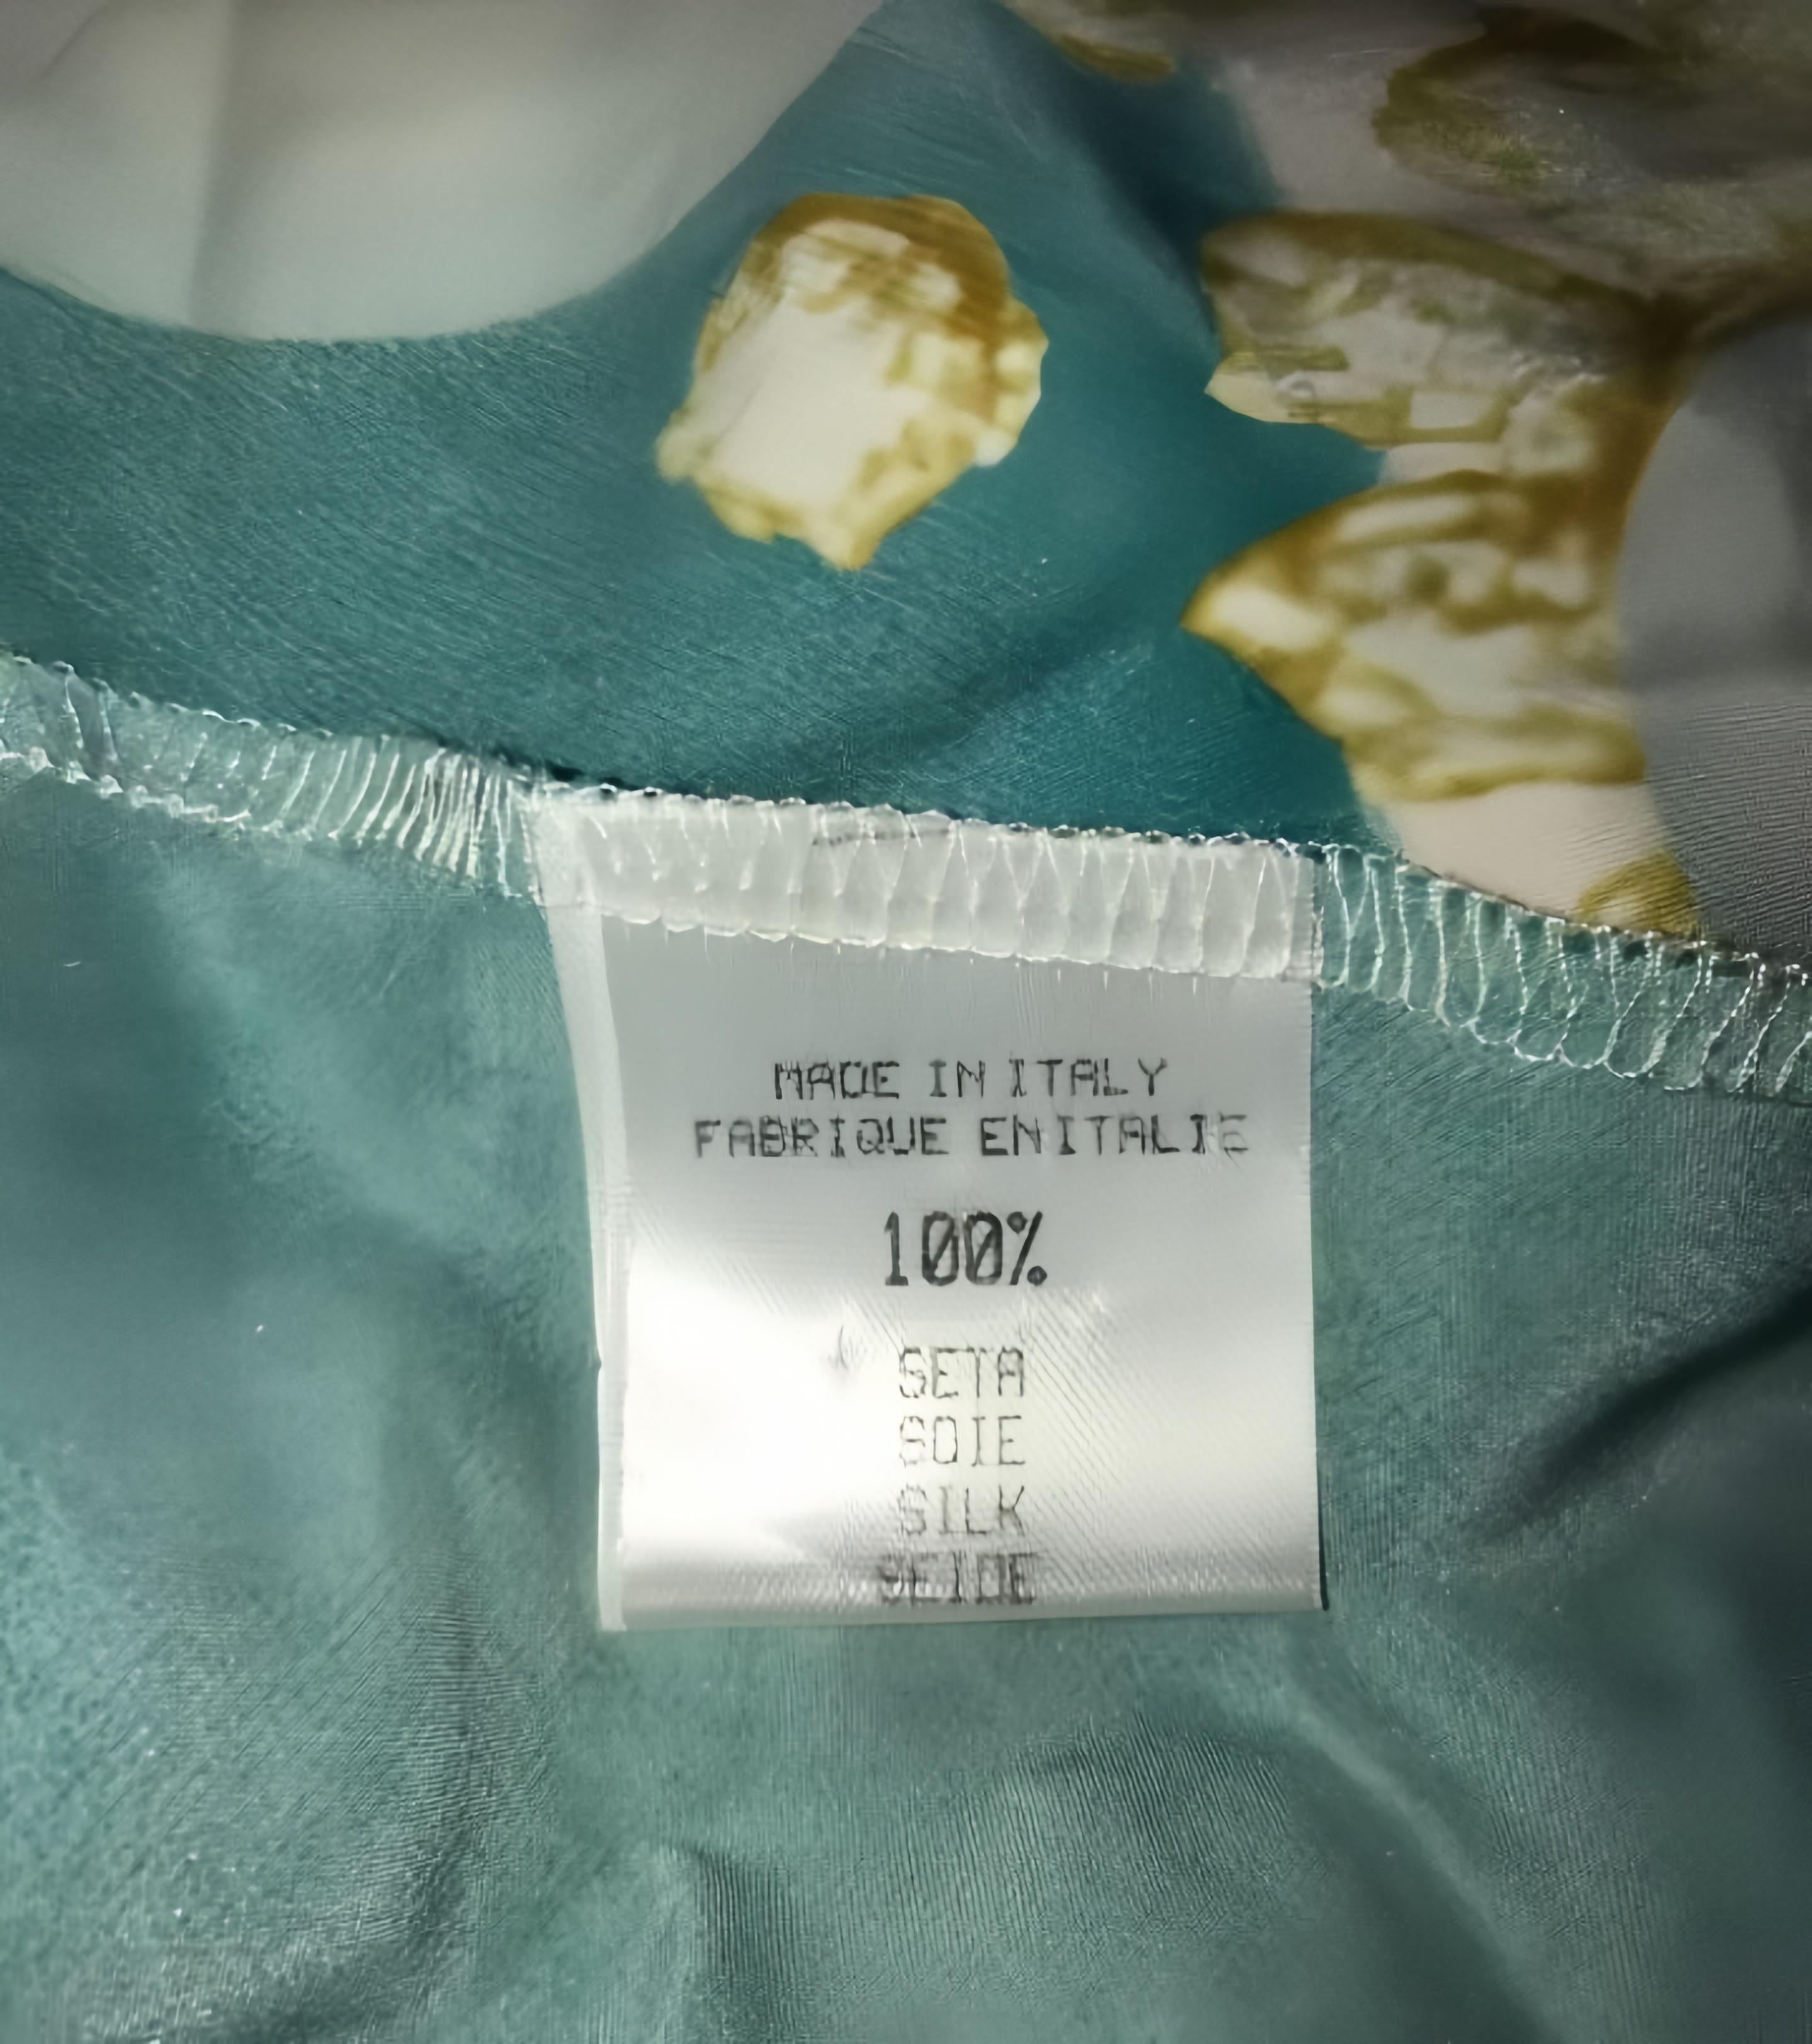 MADE IN ITALY
FABRIQUE EN ITALIE
100%
SETA
SOIE
SILK
SEIDE